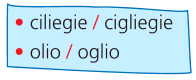 • ciliegie / cigliegie
• olio / oglio